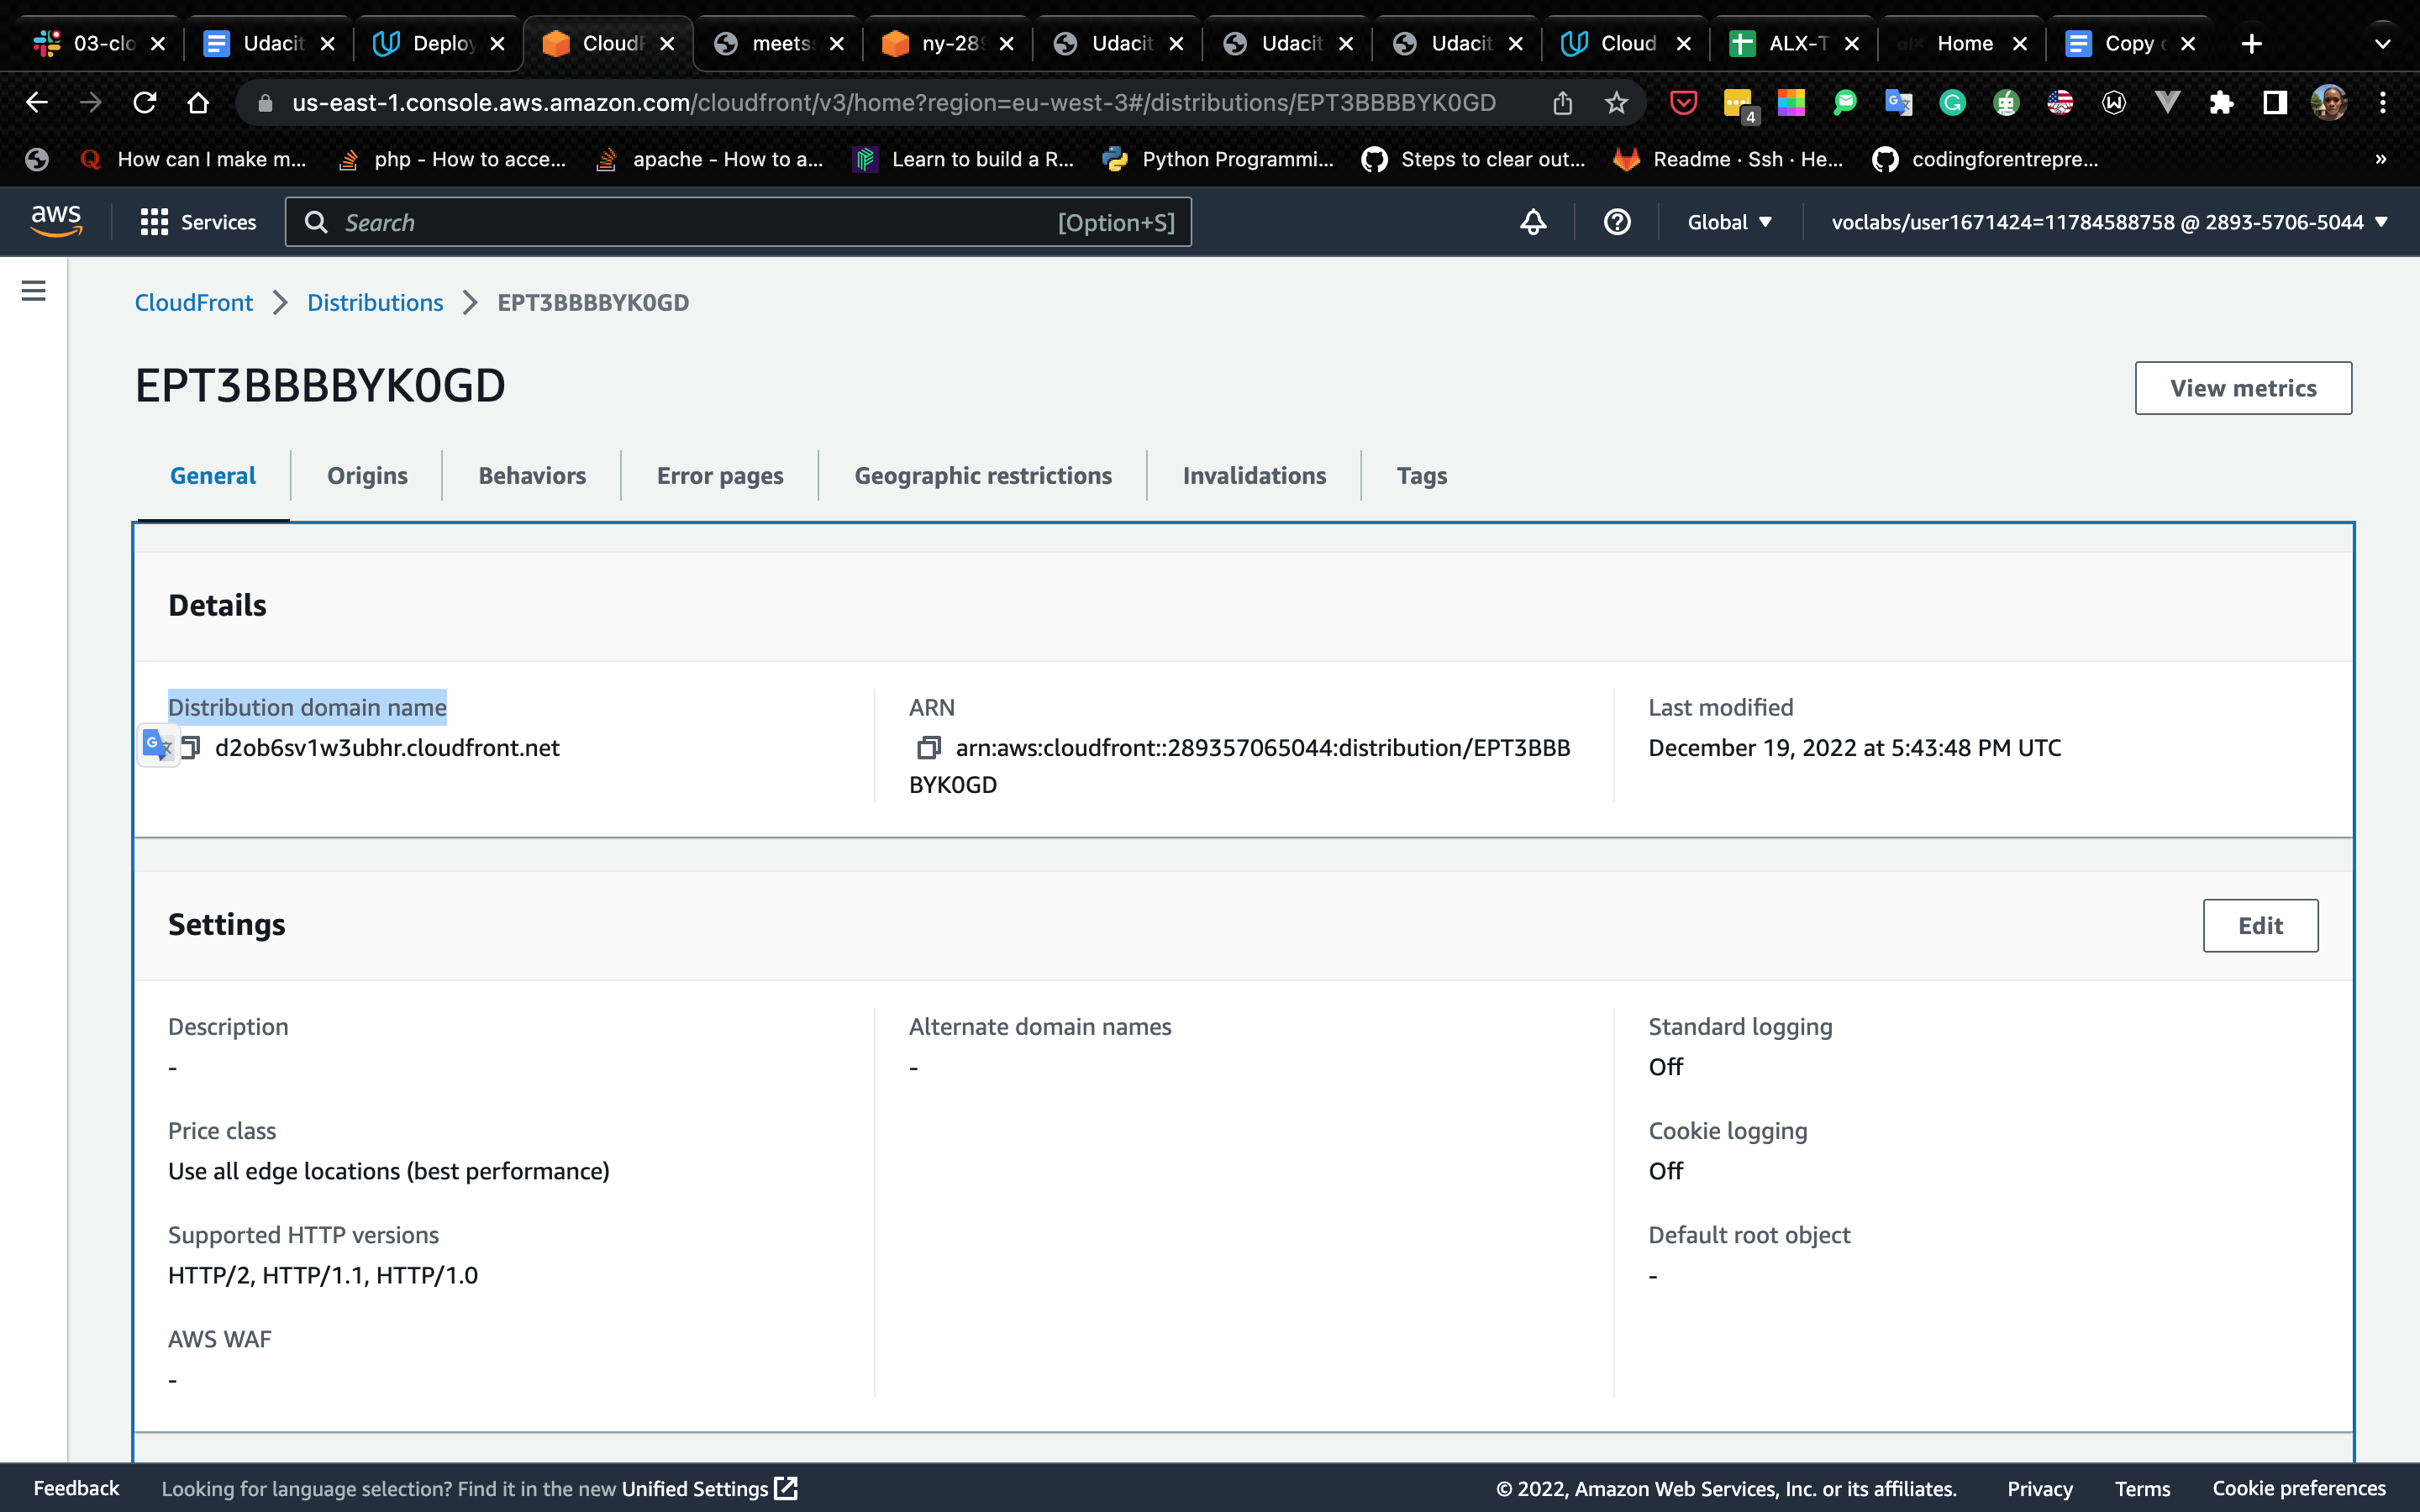 03-clo
Udacit
Deploy
CloudF
meets
ny-289
Udacit
Udacit
Udacit
Cloud
ALX-T
Home
Copy
us-east-1.console.aws.amazon.com/cloudfront/v3/home?region=eu-west-3#/distributions/EPT3BBBBYK0GD
4
How can I make m...
php - How to acce...
apache - How to a...
Learn to build a R...
Python Programmi...
Steps to clear out...
Readme · Ssh · He...
codingforentrepre...
»
aws
Services
Search
[Option+S]
Global
voclabs/user1671424=11784588758 @ 2893-5706-5044
CloudFront > Distributions > EPT3BBBBYK0GD
EPT3BBBBYK0GD
View metrics
General
Origins
Behaviors
Error pages
Geographic restrictions
Invalidations
Tags
Details
Distribution domain name
d2ob6sv1w3ubhr.cloudfront.net
ARN
arn:aws:cloudfront::289357065044:distribution/EPT3BBB
BYK0GD
Last modified
December 19, 2022 at 5:43:48 PM UTC
Settings
Edit
Description
-
Price class
Use all edge locations (best performance)
Supported HTTP versions
HTTP/2, HTTP/1.1, HTTP/1.0
AWS WAF
-
Alternate domain names
-
Standard logging
Off
Cookie logging
Off
Default root object
-
Feedback
Looking for language selection? Find it in the new Unified Settings
© 2022, Amazon Web Services, Inc. or its affiliates.
Privacy
Terms
Cookie preferences